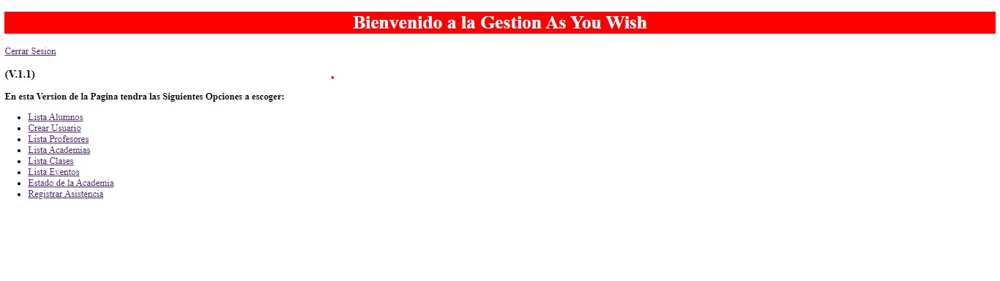 Bienvenido a la Gestion As You Wish
Cerrar Sesion
(V.1.1)
En esta Version de la Pagina tendra las Siguientes Opciones a escoger:
Lista Alumnos
Crear Usuario
Lista Profesores
Lista Academias
Lista Clases
Lista Eventos
Estado de la Academia
Registrar Asistencia